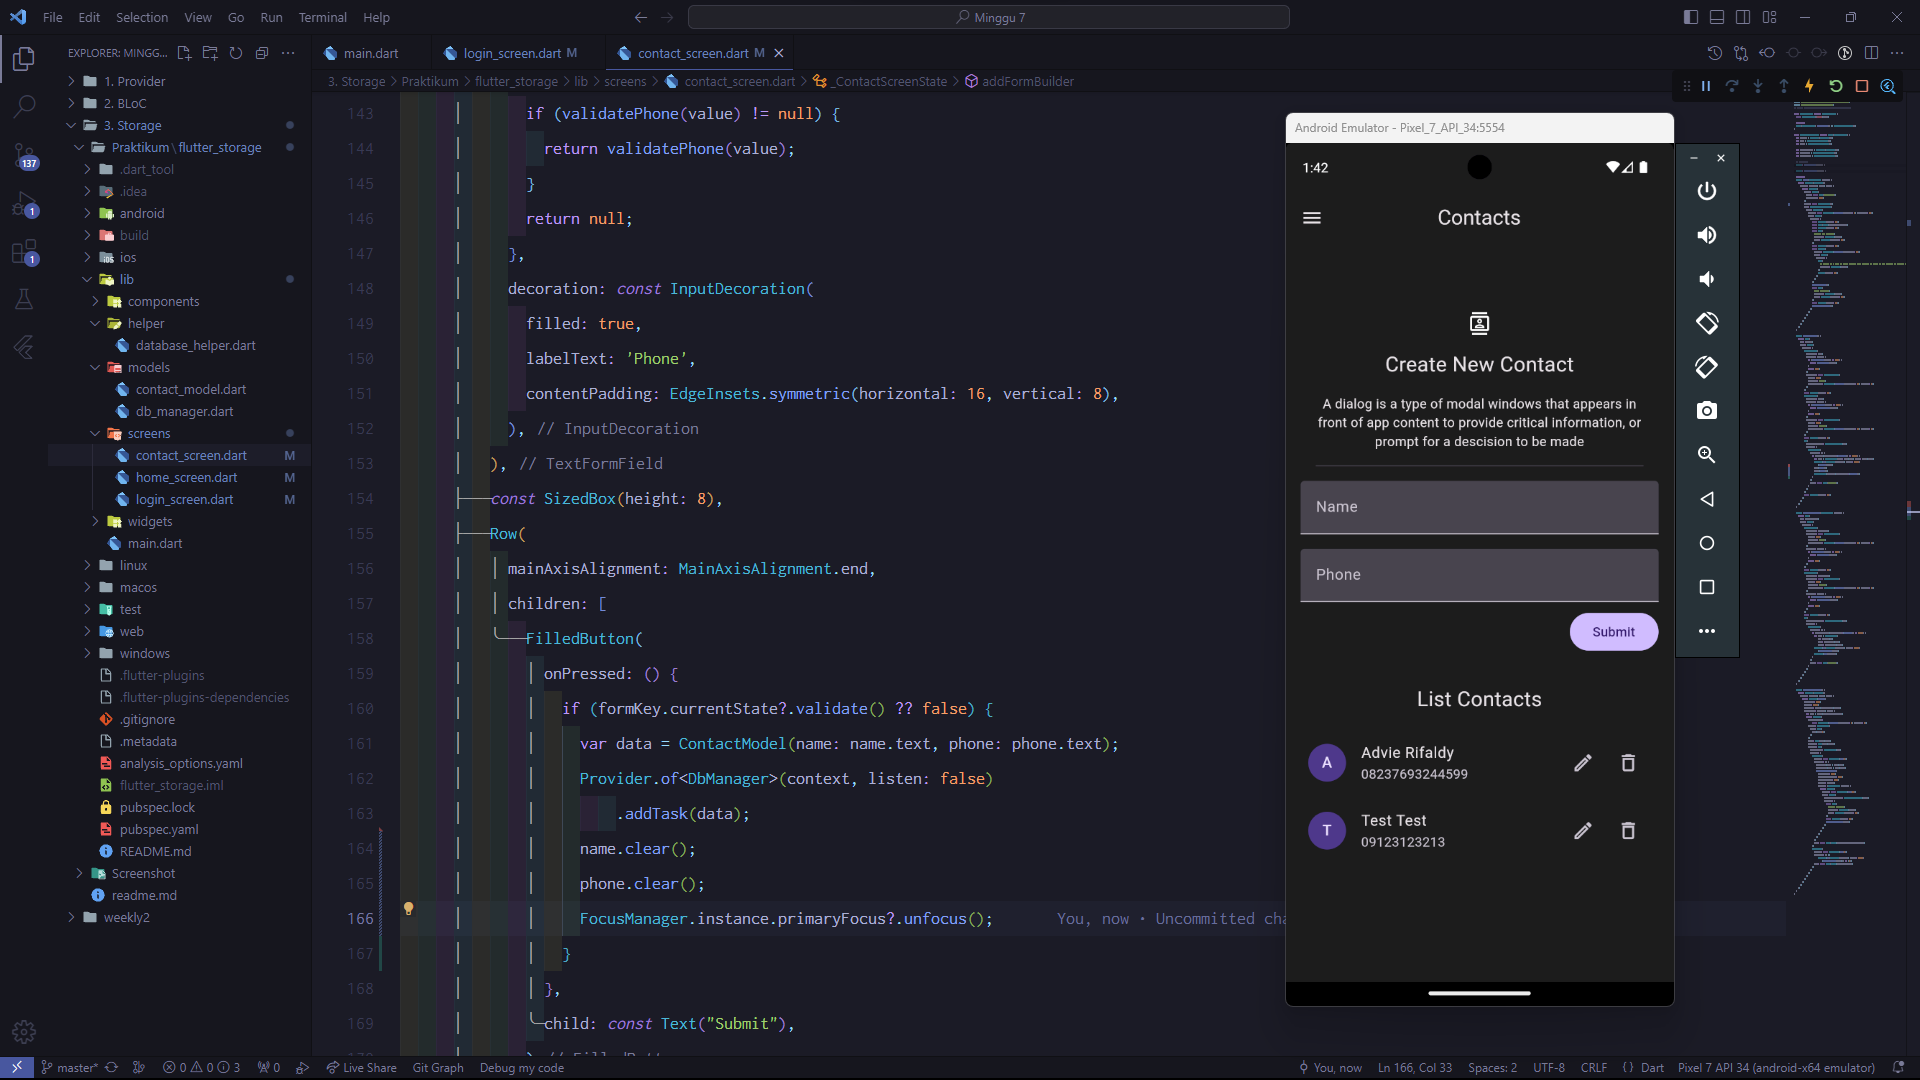 File Edit Selection View Go Run Terminal Help
Minggu 7
EXPLORER: MINGG...
1. Provider
2. BLoC
3. Storage
Praktikum \ flutter_storage
.dart_tool
.idea
android
build
ios
lib
components
helper
database_helper.dart
models
contact_model.dart
db_manager.dart
screens
contact_screen.dart M
home_screen.dart M
login_screen.dart M
widgets
main.dart
linux
macos
test
web
windows
.flutter-plugins
.flutter-plugins-dependencies
.gitignore
.metadata
analysis_options.yaml
flutter_storage.iml
pubspec.lock
pubspec.yaml
README.md
Screenshot
readme.md
weekly2
137
1
1
main.dart
login_screen.dart M
contact_screen.dart M
3. Storage > Praktikum > flutter_storage > lib > screens > contact_screen.dart > _ContactScreenState > addFormBuilder
143 if (validatePhone(value) != null) {
144 return validatePhone(value);
145 }
146 return null;
147 },
148 decoration: const InputDecoration(
149 filled: true,
150 labelText: 'Phone',
151 contentPadding: EdgeInsets.symmetric(horizontal: 16, vertical: 8),
152 ), // InputDecoration
153 ), // TextFormField
154 const SizedBox(height: 8),
155 Row(
156 mainAxisAlignment: MainAxisAlignment.end,
157 children: [
158 FilledButton(
159 onPressed: () {
160 if (formKey.currentState?.validate() ?? false) {
161 var data = ContactModel(name: name.text, phone: phone.text);
162 Provider.of<DbManager>(context, listen: false)
163 .addTask(data);
164 name.clear();
165 phone.clear();
166 FocusManager.instance.primaryFocus?.unfocus(); You, now • Uncommitted cha
167 }
168 },
169 child: const Text("Submit"),
Android Emulator - Pixel_7_API_34:5554
1:42
Contacts
Create New Contact
A dialog is a type of modal windows that appears in
front of app content to provide critical information, or
prompt for a descision to be made
Name
Phone
Submit
List Contacts
A
Advie Rifaldy
08237693244599
T
Test Test
09123123213
master* 0 0 3 0 Live Share Git Graph Debug my code
You, now Ln 166, Col 33 Spaces: 2 UTF-8 CRLF { } Dart Pixel 7 API 34 (android-x64 emulator)